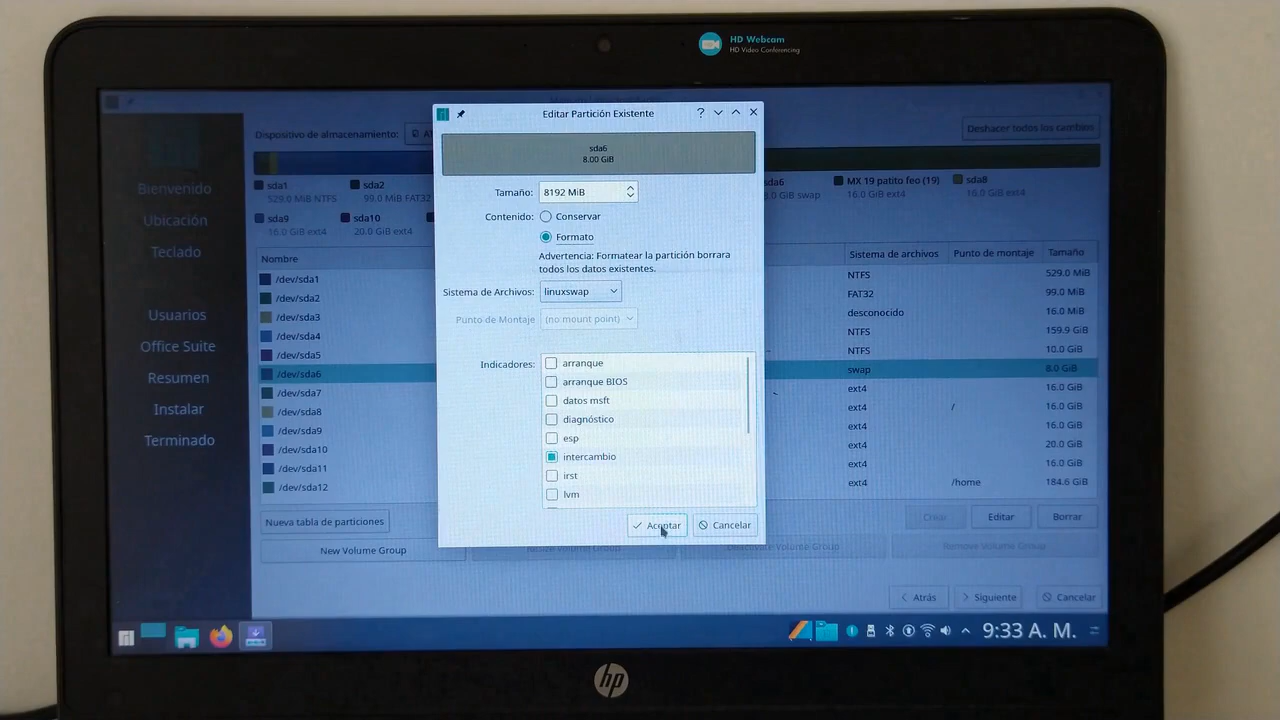 HD Webcam
HD Video Conferencing
Editar Partición Existente
Dispositivo de almacenamiento:
Deshacer todos los cambios
sda6
8.00 GiB
sda1
529.0 MiB NTFS
sda2
99.0 MiB FAT32
sda6
8.0 GiB swap
MX 19 patito feo (19)
16.0 GiB ext4
sda8
16.0 GiB ext4
sda9
16.0 GiB ext4
sda10
20.0 GiB ext4
Bienvenido
Ubicación
Teclado
Usuarios
Office Suite
Resumen
Instalar
Terminado
Tamaño: 8192 MiB
Contenido: Conservar
Formato
Advertencia: Formatear la partición borrara
todos los datos existentes.
Sistema de Archivos: linuxswap
Punto de Montaje (no mount point)
Indicadores: arranque
arranque BIOS
datos msft
diagnóstico
esp
intercambio
irst
lvm
Aceptar Cancelar
Nombre Sistema de archivos Punto de montaje Tamaño
/dev/sda1 NTFS 529.0 MiB
/dev/sda2 FAT32 99.0 MiB
/dev/sda3 desconocido 16.0 MiB
/dev/sda4 NTFS 159.9 GiB
/dev/sda5 NTFS 10.0 GiB
/dev/sda6 swap 8.0 GiB
/dev/sda7 ext4 16.0 GiB
/dev/sda8 ext4 / 16.0 GiB
/dev/sda9 ext4 16.0 GiB
/dev/sda10 ext4 20.0 GiB
/dev/sda11 ext4 16.0 GiB
/dev/sda12 ext4 /home 184.6 GiB
Nueva tabla de particiones Crear Editar Borrar
New Volume Group Resize Volume Group Deactivate Volume Group Remove Volume Group
Atrás Siguiente Cancelar
9:33 A. M.
hp